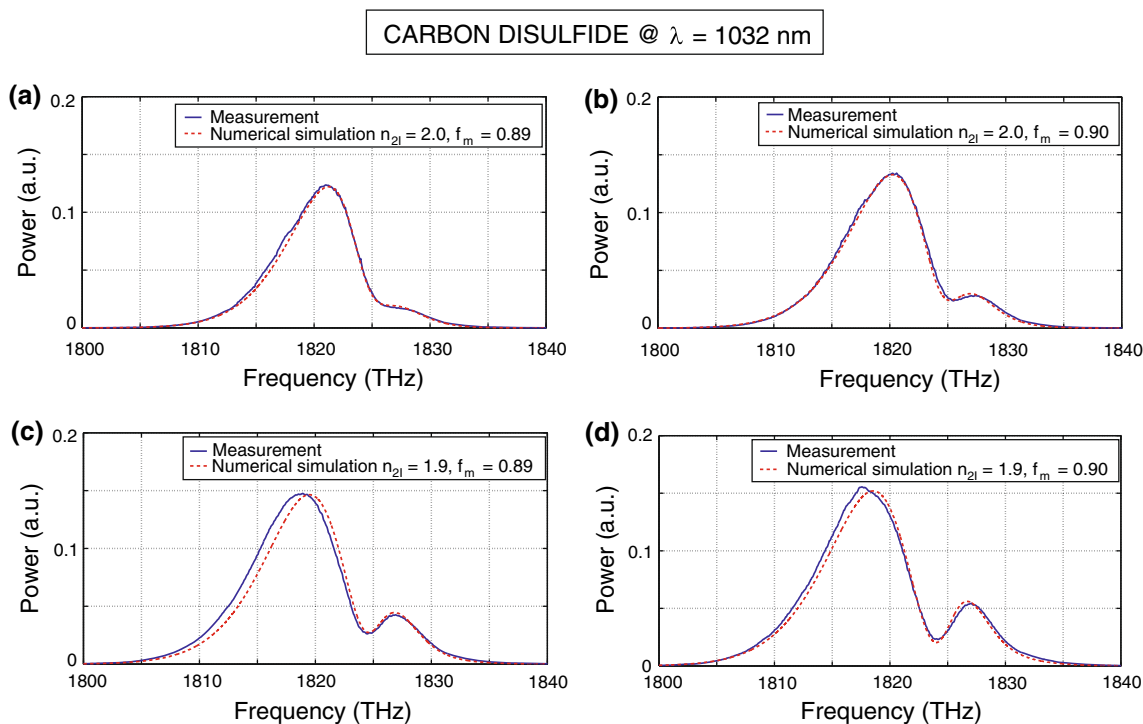 CARBON DISULFIDE @ λ = 1032 nm
(a)
0.2
Measurement
Numerical simulation n2l = 2.0, fm = 0.89
0.1
0
Power (a.u.)
1800 1810 1820 1830 1840
Frequency (THz)
(b)
0.2
Measurement
Numerical simulation n2l = 2.0, fm = 0.90
0.1
0
Power (a.u.)
1800 1810 1820 1830 1840
Frequency (THz)
(c)
0.2
Measurement
Numerical simulation n2l = 1.9, fm = 0.89
0.1
0
Power (a.u.)
1800 1810 1820 1830 1840
Frequency (THz)
(d)
0.2
Measurement
Numerical simulation n2l = 1.9, fm = 0.90
0.1
0
Power (a.u.)
1800 1810 1820 1830 1840
Frequency (THz)